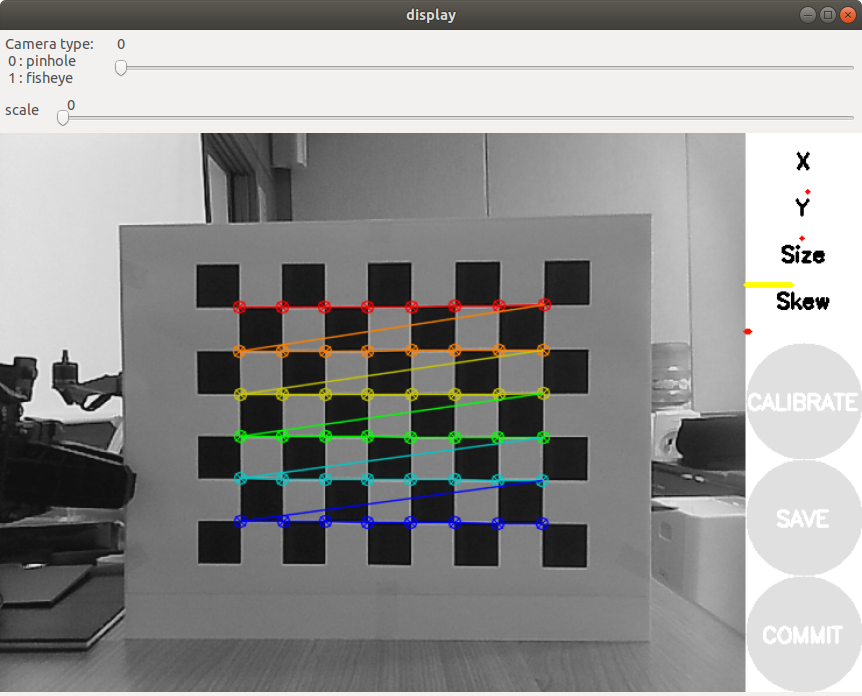 display
Camera type: 0
0 : pinhole
1 : fisheye
scale 0
X
Y
Size
Skew
CALIBRATE
SAVE
COMMIT